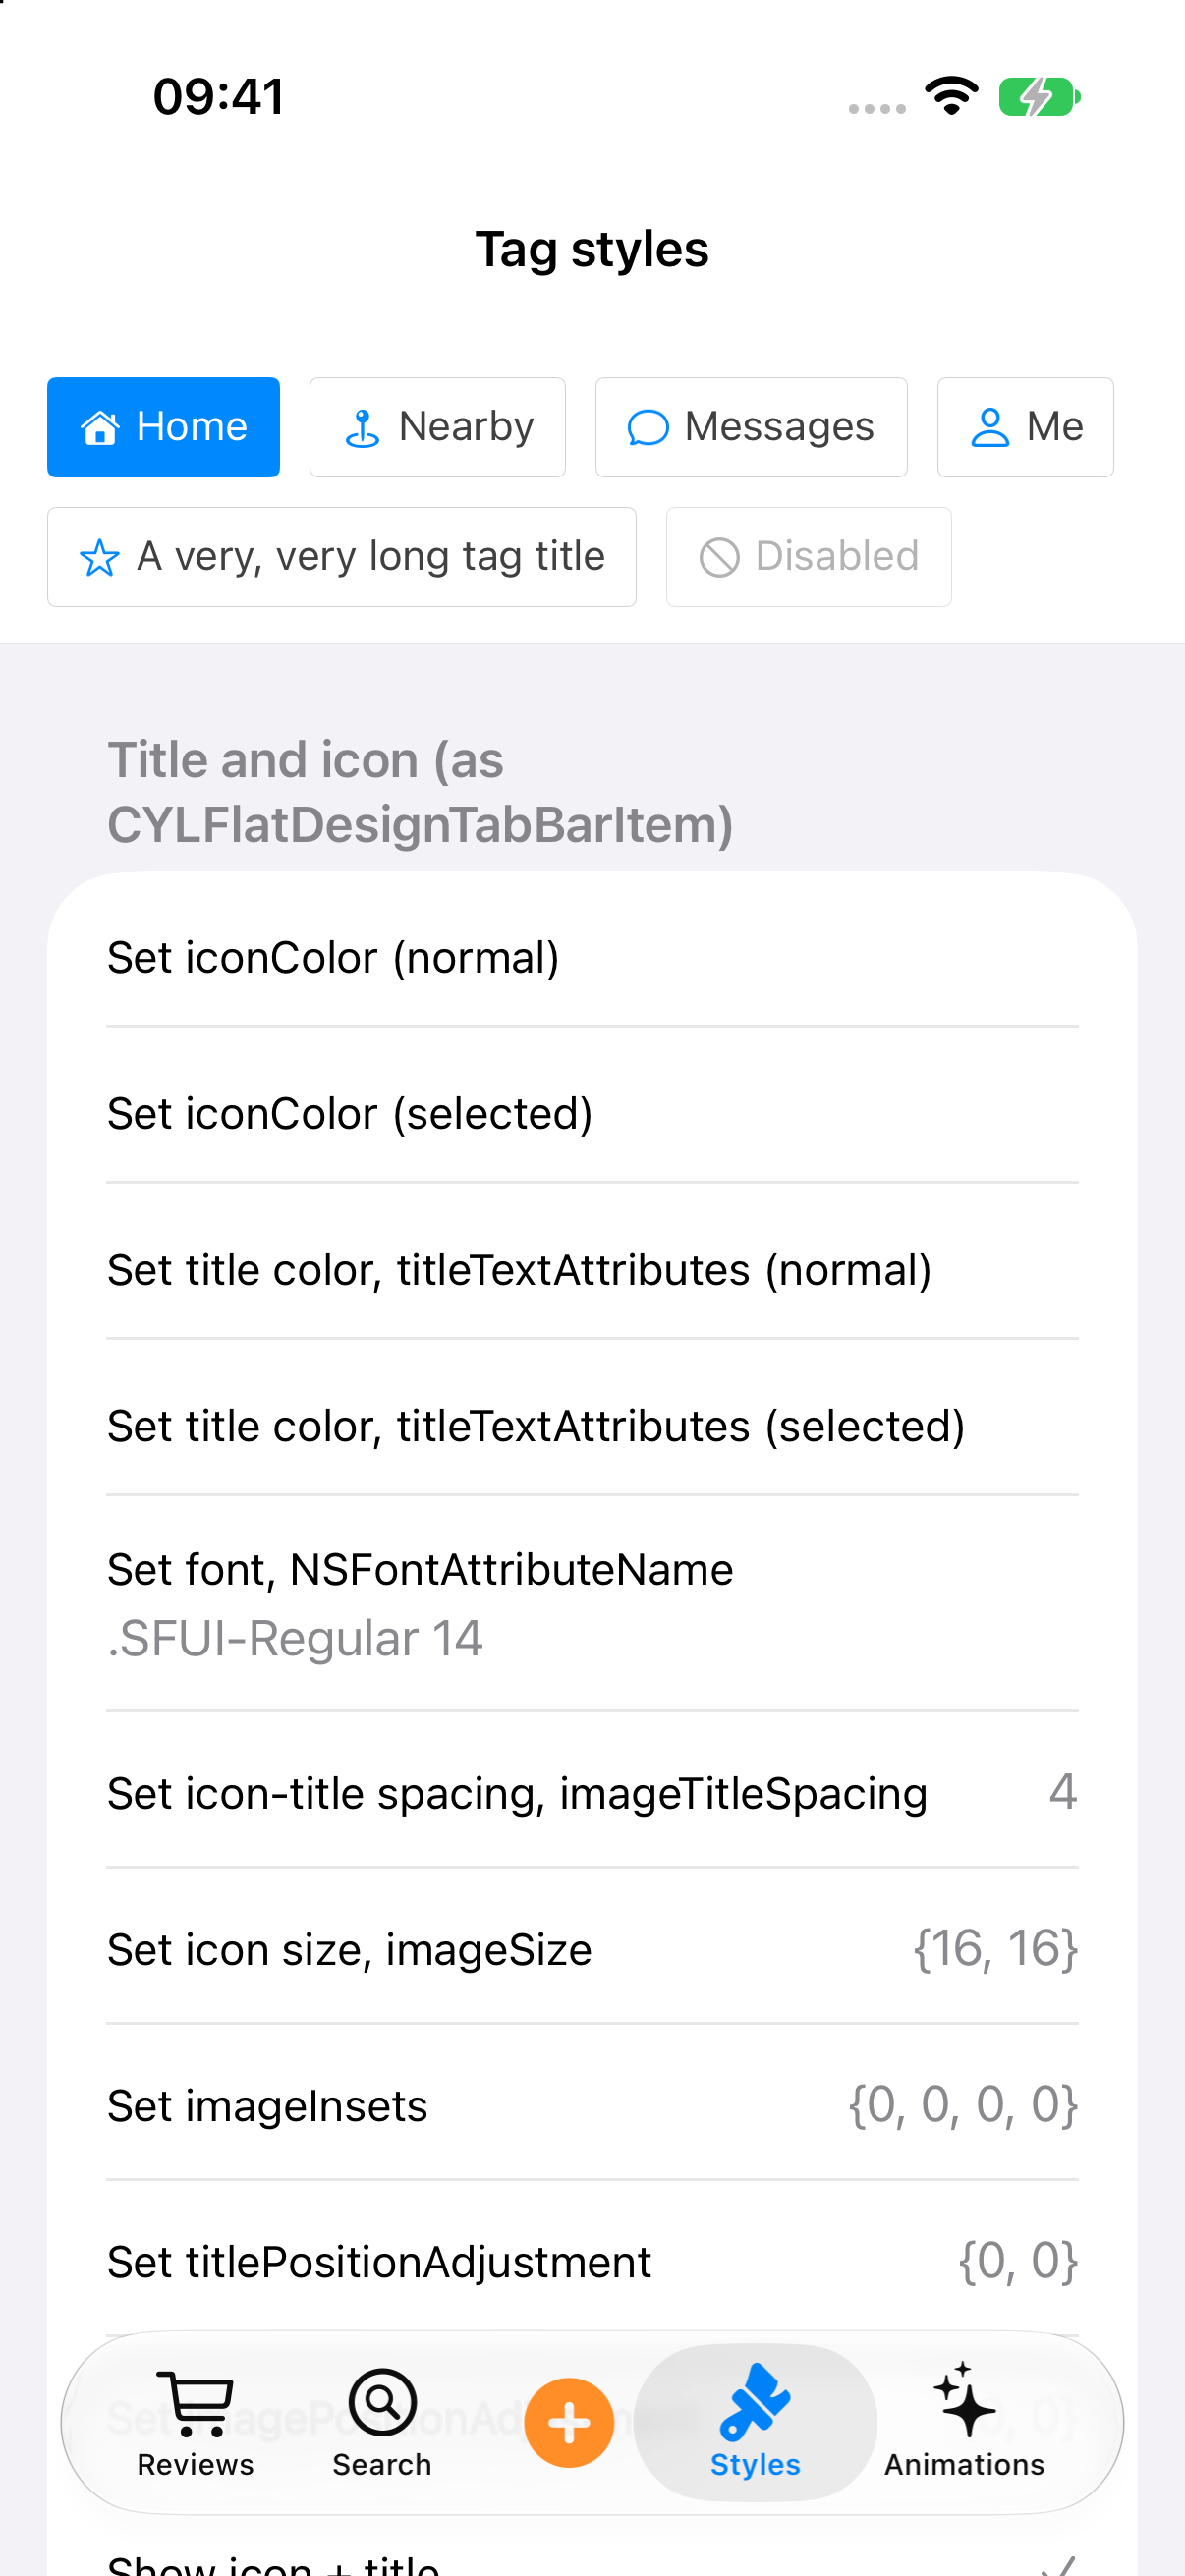 09:41
Tag styles
Home
Nearby
Messages
Me
A very, very long tag title
Disabled
Title and icon (as
CYLFlatDesignTabBarItem)
Set iconColor (normal)
Set iconColor (selected)
Set title color, titleTextAttributes (normal)
Set title color, titleTextAttributes (selected)
Set font, NSFontAttributeName
.SFUI-Regular 14
Set icon-title spacing, imageTitleSpacing 4
Set icon size, imageSize {16, 16}
Set imageInsets {0, 0, 0, 0}
Set titlePositionAdjustment {0, 0}
Reviews
Search
Styles
Animations
Show icon + title